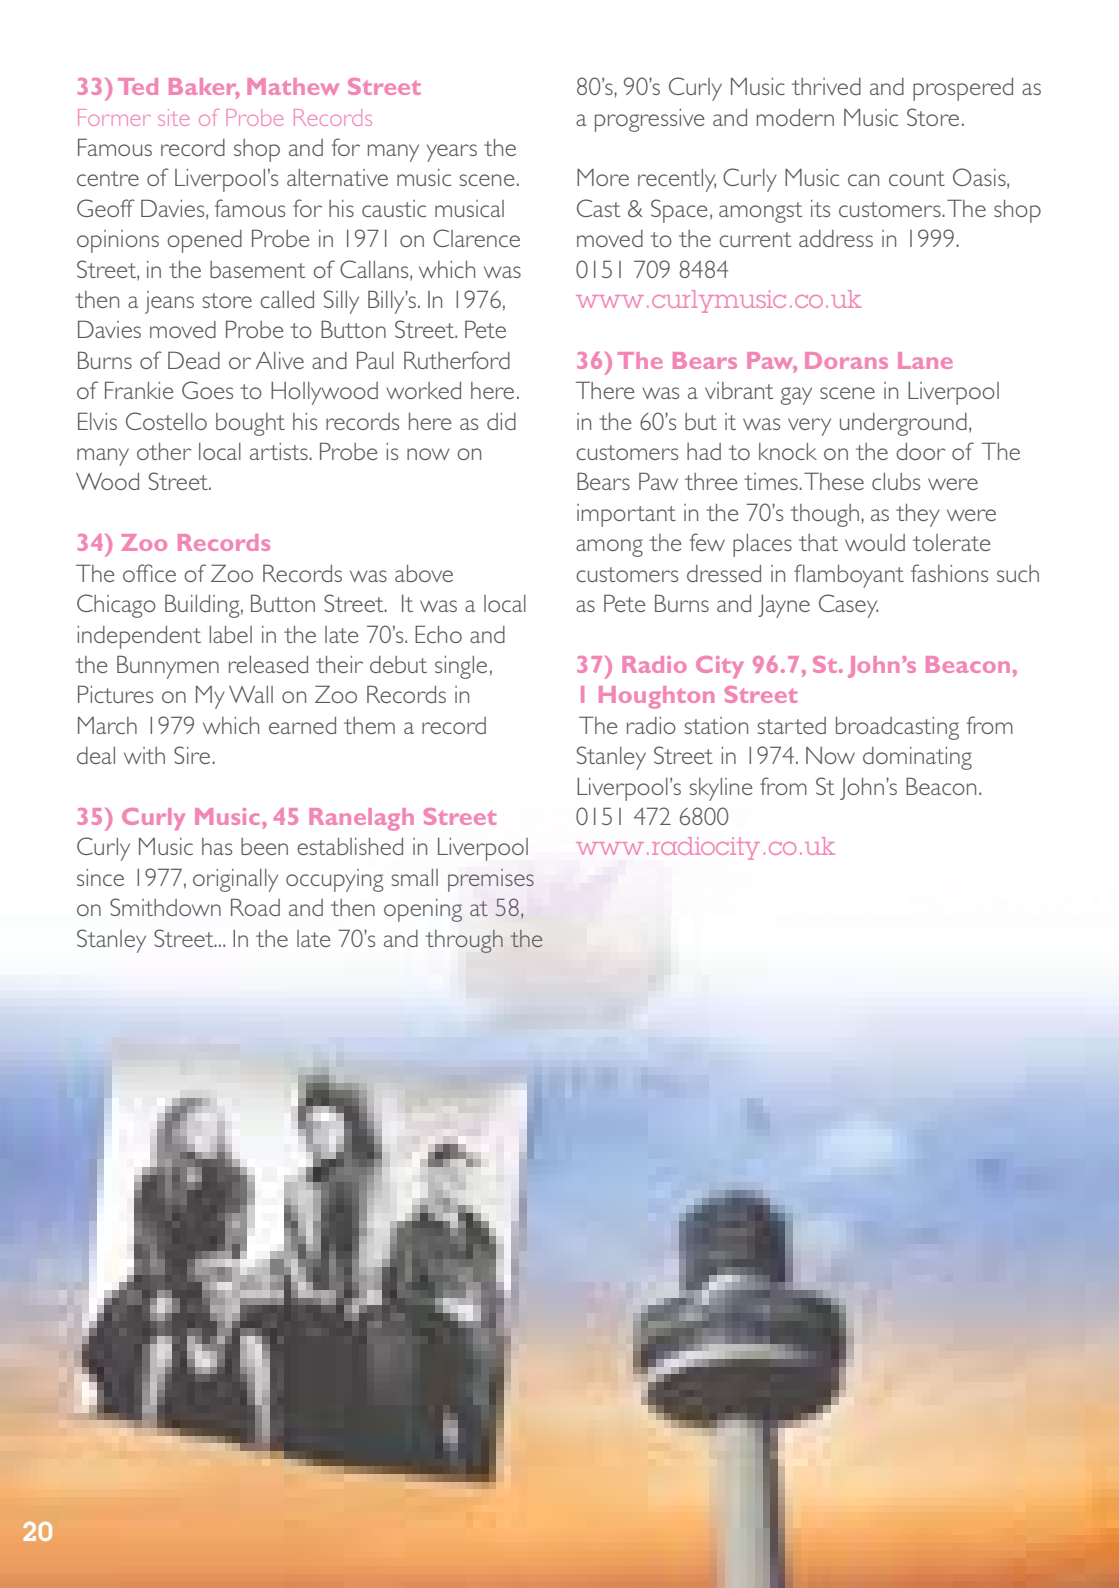 33) Ted Baker, Mathew Street
Former site of Probe Records
Famous record shop and for many years the
centre of Liverpool's alternative music scene.
Geoff Davies, famous for his caustic musical
opinions opened Probe in 1971 on Clarence
Street, in the basement of Callans, which was
then a jeans store called Silly Billy's. In 1976,
Davies moved Probe to Button Street. Pete
Burns of Dead or Alive and Paul Rutherford
of Frankie Goes to Hollywood worked here.
Elvis Costello bought his records here as did
many other local artists. Probe is now on
Wood Street.
34) Zoo Records
The office of Zoo Records was above
Chicago Building, Button Street. It was a local
independent label in the late 70's. Echo and
the Bunnymen released their debut single,
Pictures on My Wall on Zoo Records in
March 1979 which earned them a record
deal with Sire.
35) Curly Music, 45 Ranelagh Street
Curly Music has been established in Liverpool
since 1977, originally occupying small premises
on Smithdown Road and then opening at 58,
Stanley Street... In the late 70's and through the
80's, 90's Curly Music thrived and prospered as
a progressive and modern Music Store.
More recently, Curly Music can count Oasis,
Cast & Space, amongst its customers. The shop
moved to the current address in 1999.
0151 709 8484
www.curlymusic.co.uk
36) The Bears Paw, Dorans Lane
There was a vibrant gay scene in Liverpool
in the 60's but it was very underground,
customers had to knock on the door of The
Bears Paw three times. These clubs were
important in the 70's though, as they were
among the few places that would tolerate
customers dressed in flamboyant fashions such
as Pete Burns and Jayne Casey.
37) Radio City 96.7, St. John's Beacon,
1 Houghton Street
The radio station started broadcasting from
Stanley Street in 1974. Now dominating
Liverpool's skyline from St John's Beacon.
0151 472 6800
www.radiocity.co.uk
20